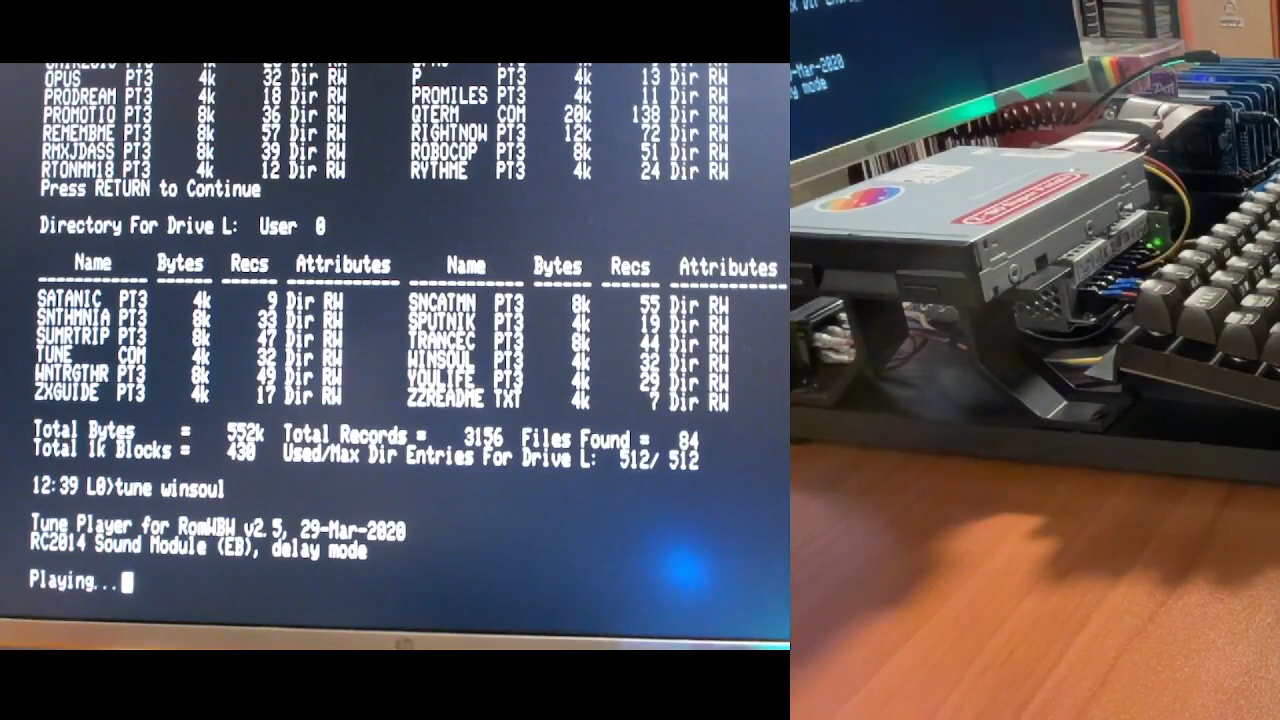 OPUS PT3 4k 32 Dir RW P PT3 4k 13 Dir RW
PRODREAM PT3 4k 18 Dir RW PROMILES PT3 4k 11 Dir RW
PROMOTIO PT3 8k 36 Dir RW QTERM COM 20k 138 Dir RW
REMEMBME PT3 8k 57 Dir RW RIGHTNOW PT3 12k 72 Dir RW
RMXJDASS PT3 8k 39 Dir RW ROBOCOP PT3 8k 51 Dir RW
RTONMM18 PT3 4k 12 Dir RW RYTHME PT3 4k 24 Dir RW
Press RETURN to Continue
Directory For Drive L: User 0
Name Bytes Recs Attributes Name Bytes Recs Attributes
SATANIC PT3 4k 9 Dir RW SNCATMN PT3 8k 55 Dir RW
SNTHMNIA PT3 8k 33 Dir RW SPUTNIK PT3 4k 19 Dir RW
SUMRTRIP PT3 8k 47 Dir RW TRANCEC PT3 8k 44 Dir RW
TUNE COM 4k 32 Dir RW WINSOUL PT3 4k 32 Dir RW
WNTRGTHR PT3 8k 49 Dir RW YOULIFE PT3 4k 29 Dir RW
ZXGUIDE PT3 4k 17 Dir RW ZZREADME TXT 4k 7 Dir RW
Total Bytes = 552k Total Records = 3156 Files Found = 84
Total 1k Blocks = 430 Used/Max Dir Entries For Drive L: 512/ 512
12:39 L0>tune winsoul
Tune Player for RomWBW v2.5, 29-Mar-2020
RC2014 Sound Module (EB), delay mode
Playing...
-Mar-2020
y mode